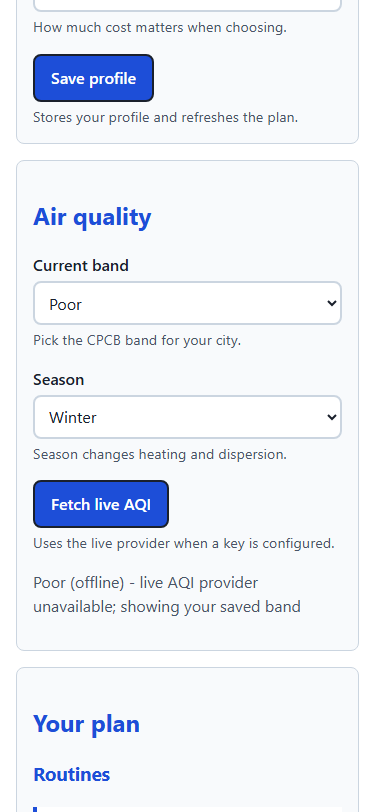 How much cost matters when choosing.
Save profile
Stores your profile and refreshes the plan.
Air quality
Current band
Poor
Pick the CPCB band for your city.
Season
Winter
Season changes heating and dispersion.
Fetch live AQI
Uses the live provider when a key is configured.
Poor (offline) - live AQI provider
unavailable; showing your saved band
Your plan
Routines